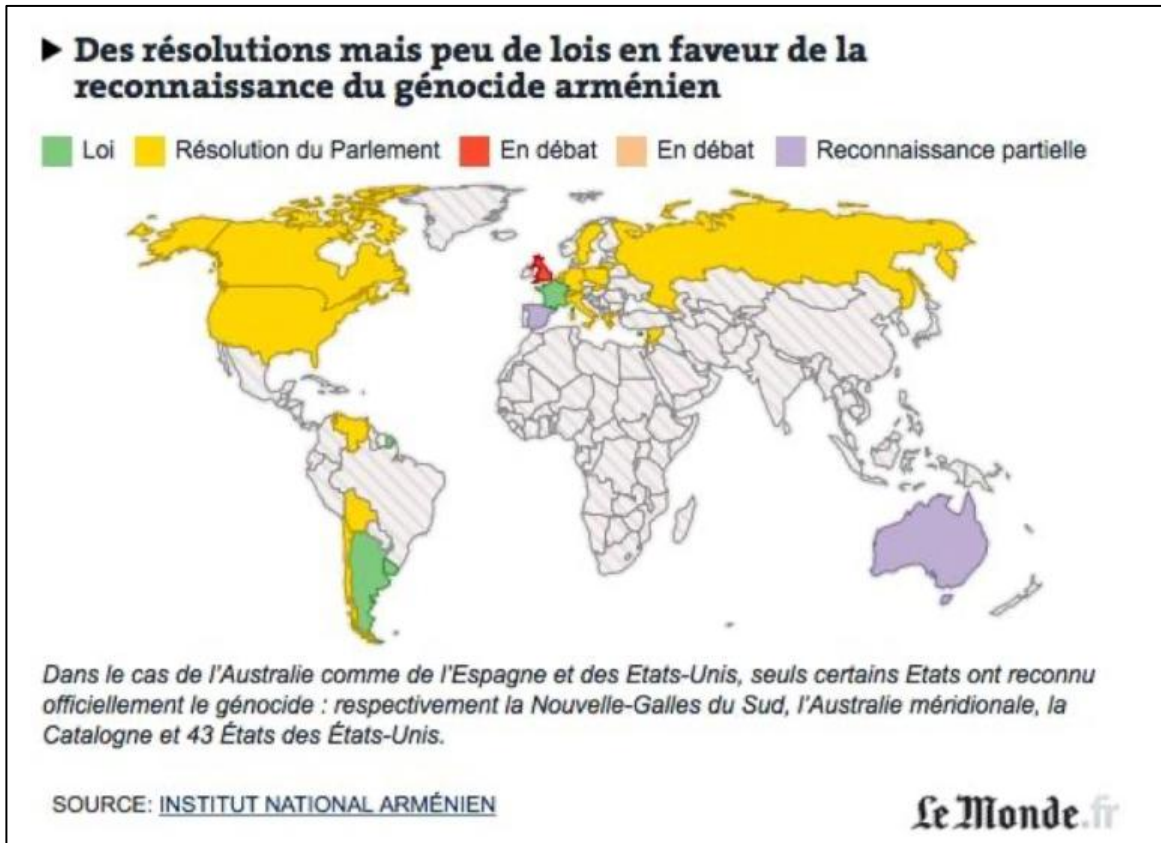 ► Des résolutions mais peu de lois en faveur de la
reconnaissance du génocide arménien
Loi Résolution du Parlement En débat En débat Reconnaissance partielle
Dans le cas de l'Australie comme de l'Espagne et des Etats-Unis, seuls certains Etats ont reconnu
officiellement le génocide : respectivement la Nouvelle-Galles du Sud, l'Australie méridionale, la
Catalogne et 43 États des États-Unis.
SOURCE: INSTITUT NATIONAL ARMÉNIEN
Le Monde.fr